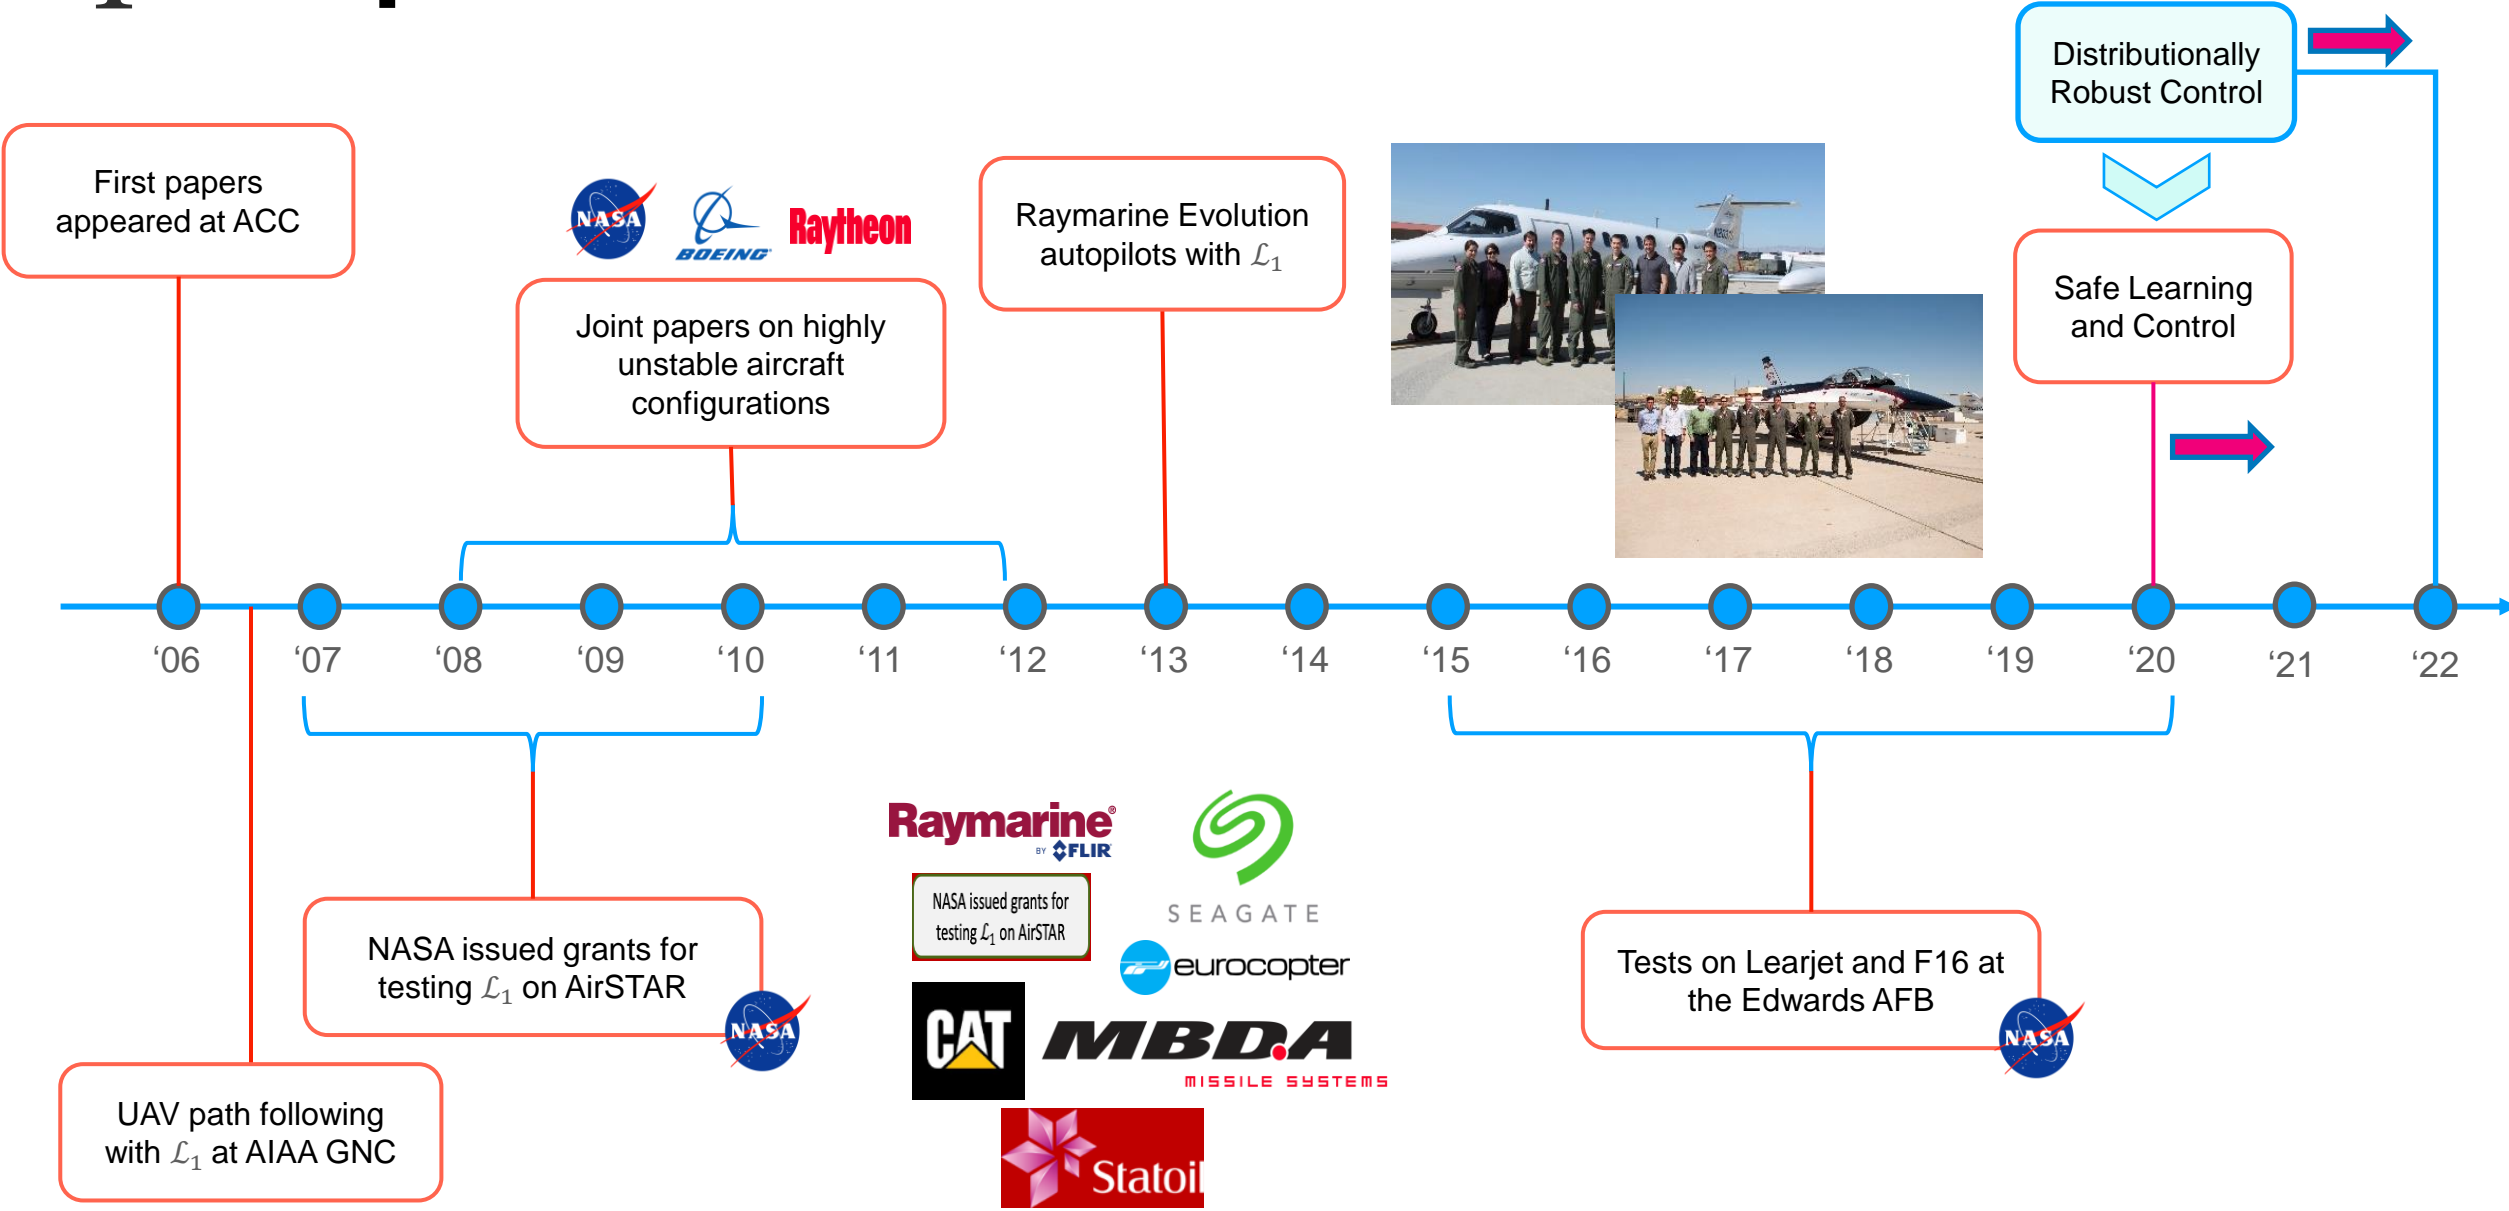 First papers
appeared at ACC
NASA
BOEING
Raytheon
Joint papers on highly
unstable aircraft
configurations
Raymarine Evolution
autopilots with ℒ₁
Distributionally
Robust Control
Safe Learning
and Control
‘06
‘07
‘08
‘09
‘10
‘11
‘12
‘13
‘14
‘15
‘16
‘17
‘18
‘19
‘20
‘21
‘22
UAV path following
with ℒ₁ at AIAA GNC
NASA issued grants for
testing ℒ₁ on AirSTAR
NASA
Raymarine®
BY FLIR
NASA issued grants for
testing ℒ₁ on AirSTAR
SEAGATE
eurocopter
CAT
MBDA
MISSILE SYSTEMS
Statoil
Tests on Learjet and F16 at
the Edwards AFB
NASA